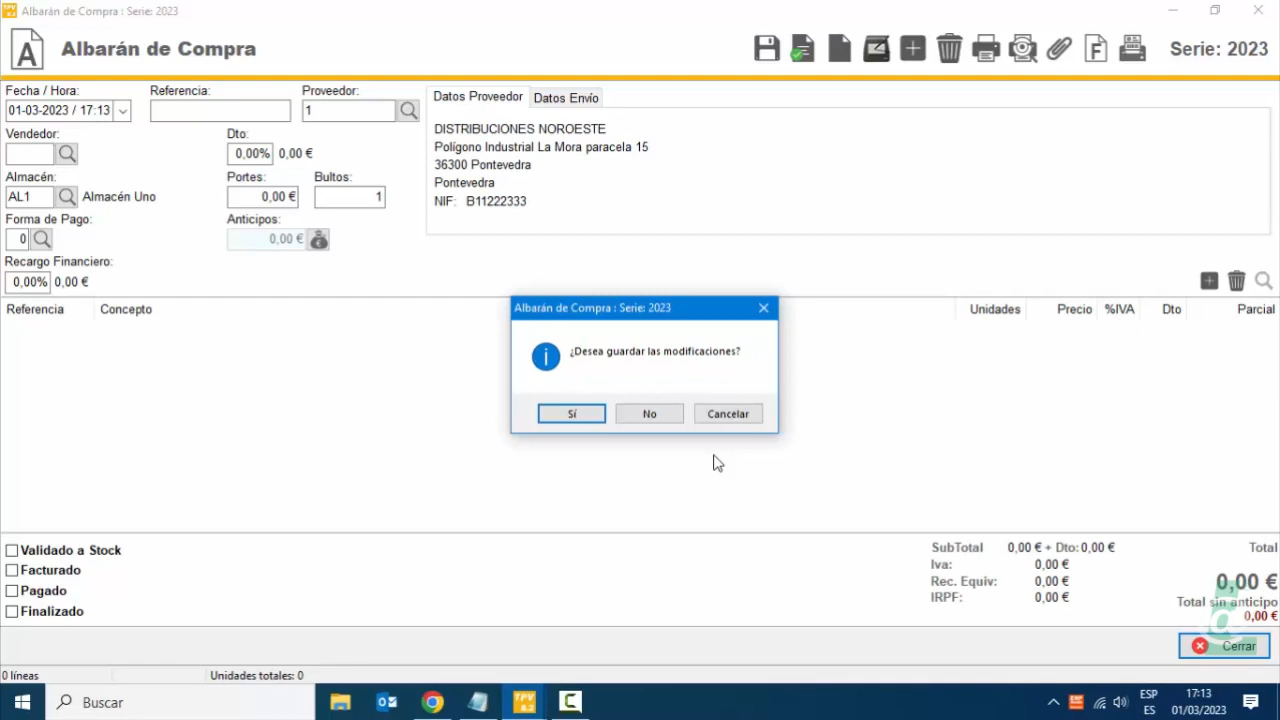 Albarán de Compra : Serie: 2023
Albarán de Compra
Serie: 2023
Fecha / Hora:
Referencia:
Proveedor:
01-03-2023 / 17:13
1
Vendedor:
Dto:
0,00% 0,00 €
Almacén:
Portes:
Bultos:
AL1
Almacén Uno
0,00 €
1
Forma de Pago:
Anticipos:
0
0,00 €
Recargo Financiero:
0,00% 0,00 €
Datos Proveedor
Datos Envío
DISTRIBUCIONES NOROESTE
Polígono Industrial La Mora paracela 15
36300 Pontevedra
Pontevedra
NIF: B11222333
Referencia
Concepto
Unidades
Precio
%IVA
Dto
Parcial
Albarán de Compra : Serie: 2023
¿Desea guardar las modificaciones?
Sí
No
Cancelar
Validado a Stock
Facturado
Pagado
Finalizado
SubTotal 0,00 € + Dto: 0,00 €
Iva: 0,00 €
Rec. Equiv: 0,00 €
IRPF: 0,00 €
Total
0,00 €
Total sin anticipo
0,00 €
Cerrar
0 líneas
Unidades totales: 0
Buscar
TPV
8.2
ESP
ES
17:13
01/03/2023